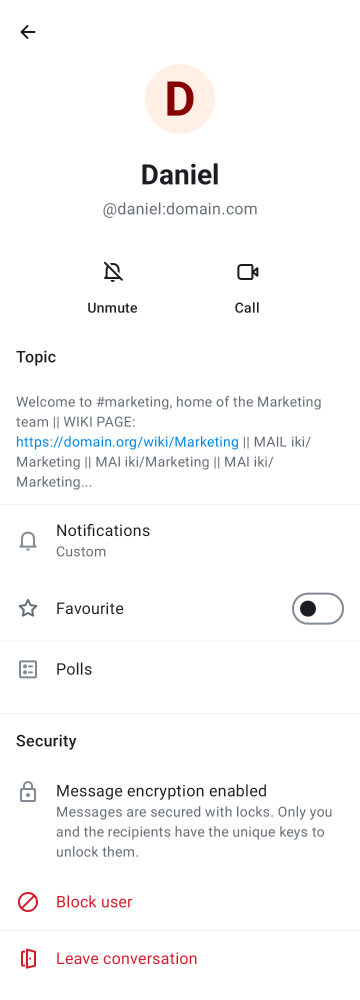 D
Daniel
@daniel:domain.com
Unmute
Call
Topic
Welcome to #marketing, home of the Marketing
team || WIKI PAGE:
https://domain.org/wiki/Marketing || MAIL iki/
Marketing || MAI iki/Marketing || MAI iki/
Marketing...
Notifications
Custom
Favourite
Polls
Security
Message encryption enabled
Messages are secured with locks. Only you
and the recipients have the unique keys to
unlock them.
Block user
Leave conversation